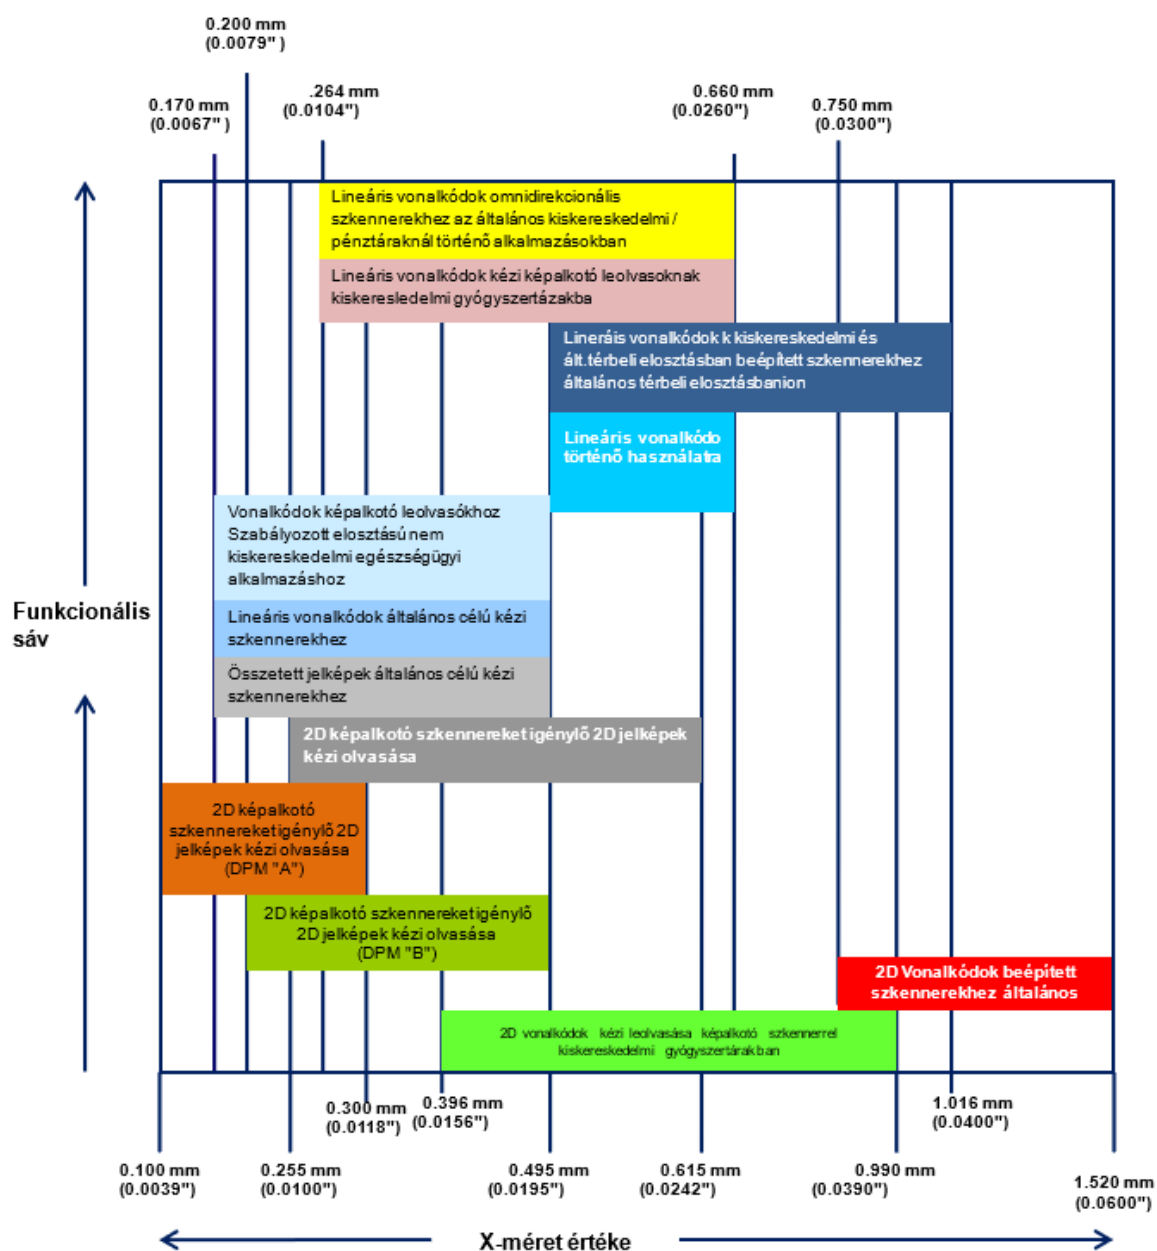 0.200 mm
(0.0079" )
.264 mm
(0.0104")
0.660 mm
(0.0260")
0.170 mm
(0.0067" )
0.750 mm
(0.0300")
Lineáris vonalkódok omnidirekcionális
szkennerekhez az általános kiskereskedelmi /
pénztáraknál történő alkalmazásokban
Lineáris vonalkódok kézi képalkotó leolvasoknak
kiskeresledelmi gyógyszertázakba
Lineráis vonalkódok k kiskereskedelmi és
ált.térbeli elosztásban beépített szkennerekhez
általános térbeli elosztásbanion
Lineáris vonalkódo
történő használatra
Vonalkódok képalkotó leolvasókhoz
Szabályozott elosztású nem
kiskereskedelmi egészségügyi
alkalmazáshoz
Funkcionális
sáv
Lineáris vonalkódok általános célú kézi
szkennerekhez
Összetett jelképek általános célú kézi
szkennerekhez
2D képalkotó szkennereket igénylő 2D jelképek
kézi olvasása
2D képalkotó
szkennereket igénylő 2D
jelképek kézi olvasása
(DPM "A")
2D képalkotó szkennereket igénylő
2D jelképek kézi olvasása
(DPM "B")
2D Vonalkódok beépített
szkennerekhez általános
2D vonalkódok kézi leolvasása képalkotó szkennerrel
kiskereskedelmi gyógyszertárakban
0.300 mm
(0.0118")
0.396 mm
(0.0156")
1.016 mm
(0.0400")
0.100 mm
(0.0039")
0.255 mm
(0.0100")
0.495 mm
(0.0195")
0.615 mm
(0.0242")
0.990 mm
(0.0390")
1.520 mm
(0.0600")
X-méret értéke